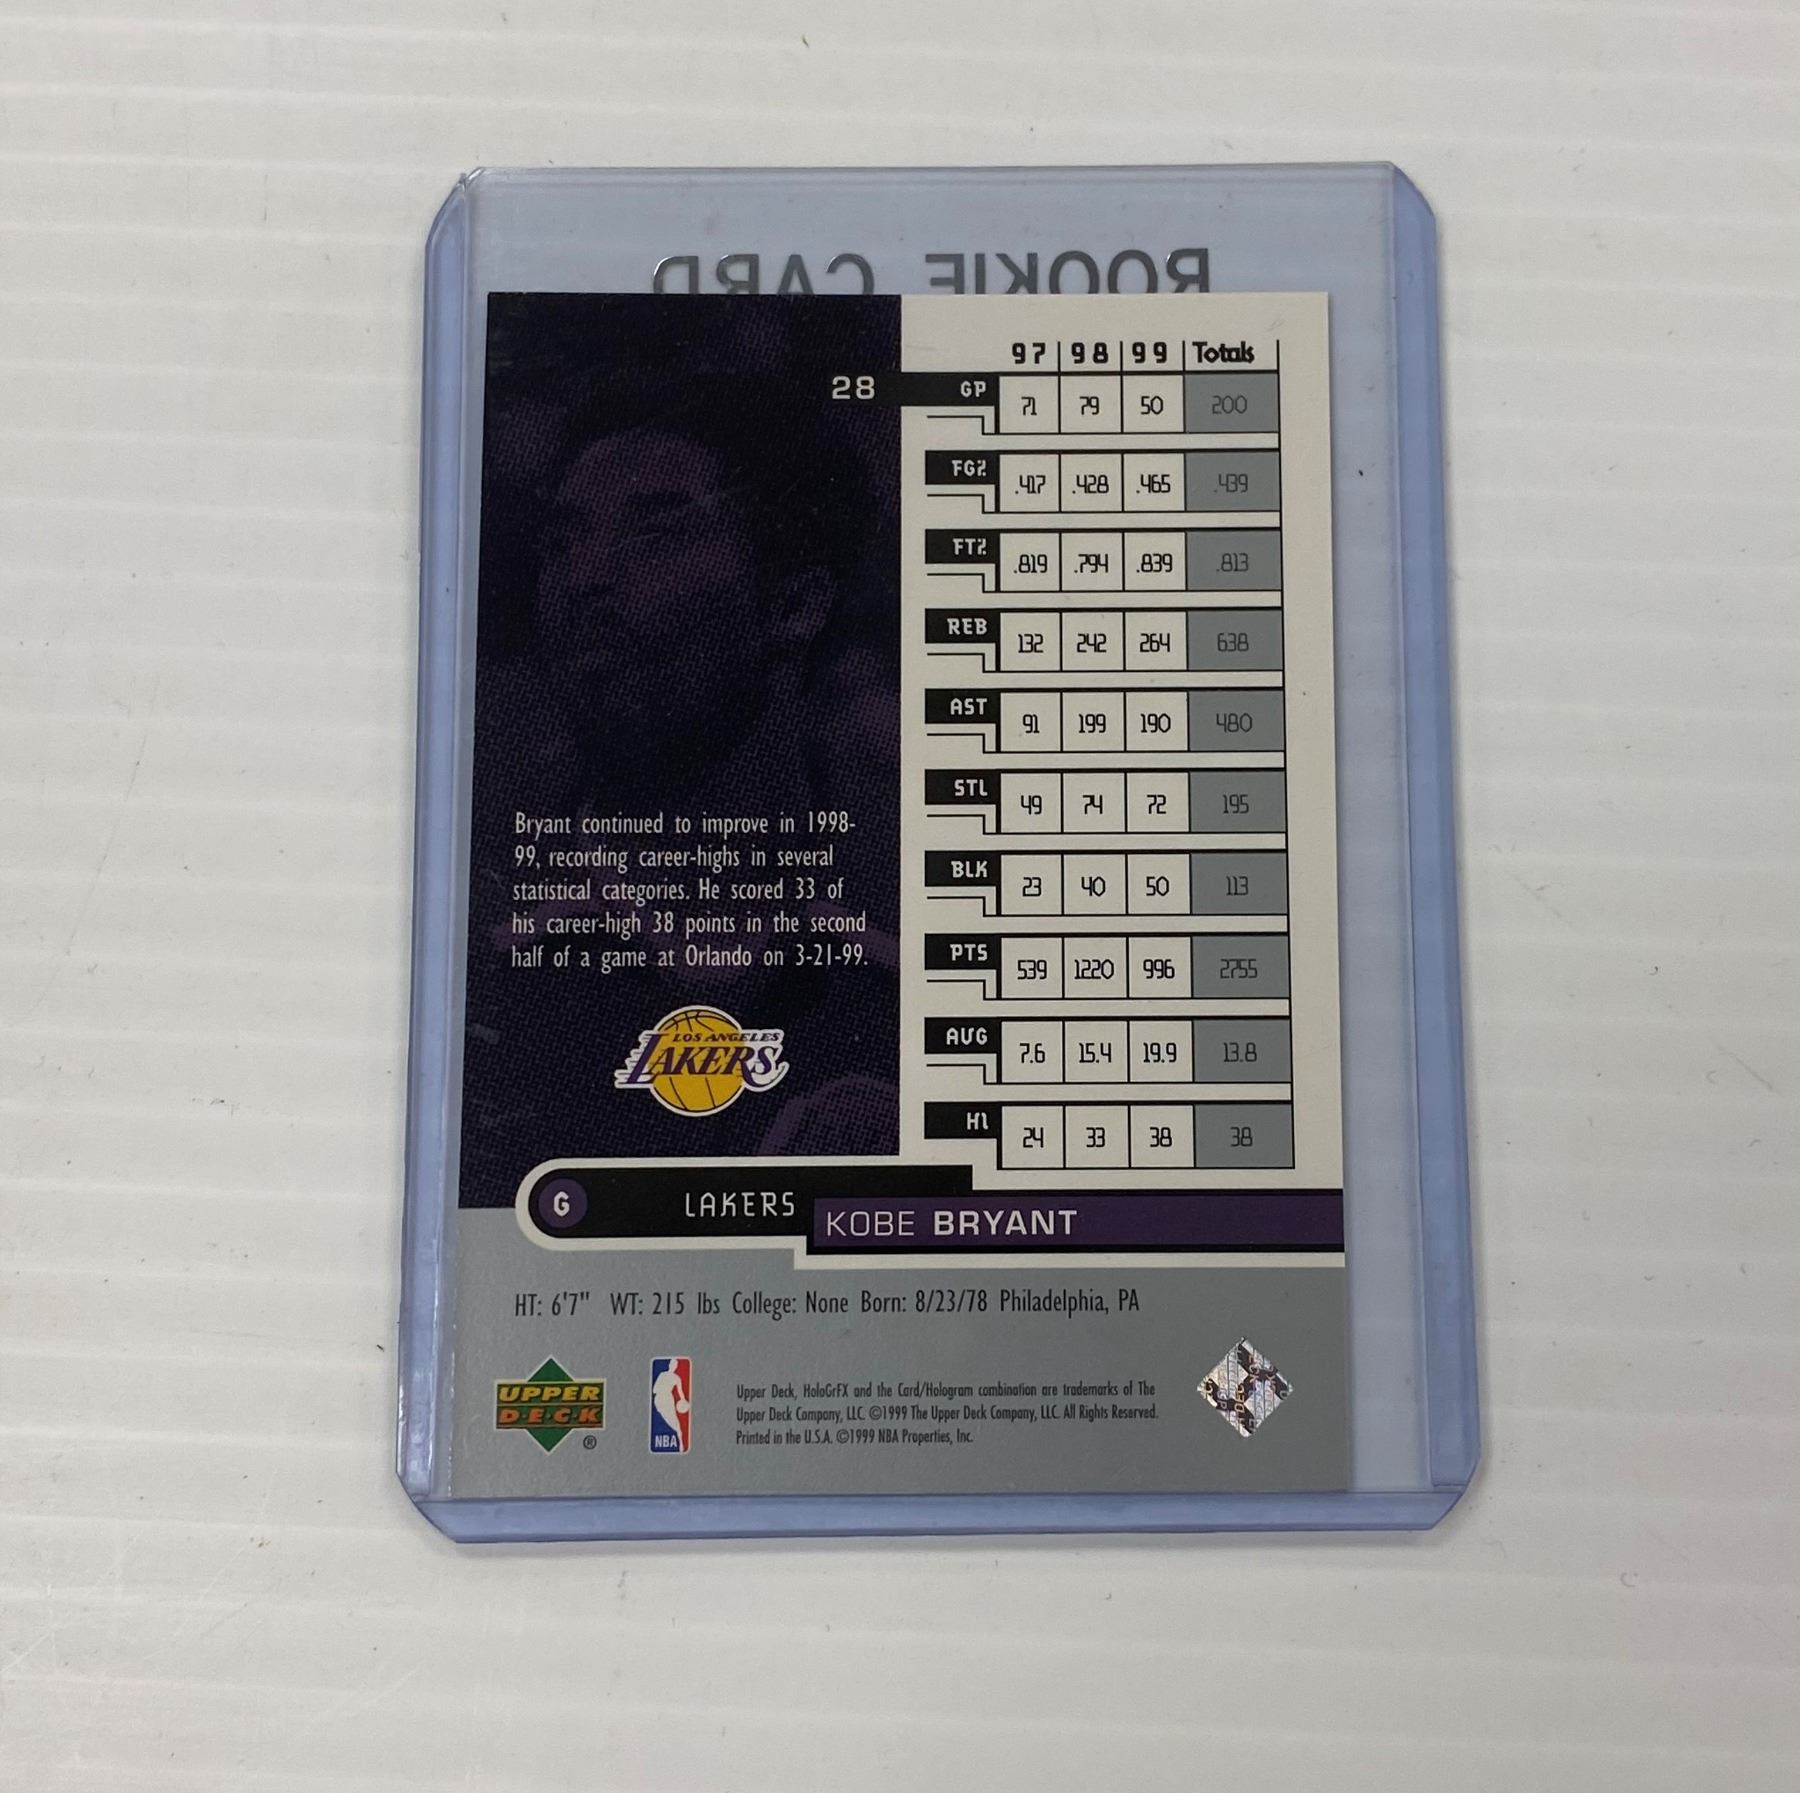 ROOKIE CARD
97 98 99 Totals
28 GP 71 79 50 200
FG% .417 .428 .465 .439
FT% .819 .794 .839 .813
REB 132 242 264 638
AST 91 199 190 480
STL 49 74 72 195
BLK 23 40 50 113
PTS 539 1220 996 2755
AVG 7.6 15.4 19.9 13.8
HI 24 33 38 38
Bryant continued to improve in 1998-
99, recording career-highs in several
statistical categories. He scored 33 of
his career-high 38 points in the second
half of a game at Orlando on 3-21-99.
LOS ANGELES
LAKERS
G LAKERS KOBE BRYANT
HT: 6'7" WT: 215 lbs College: None Born: 8/23/78 Philadelphia, PA
UPPER
DECK ®
NBA
Upper Deck, HoloGrFX and the Card/Hologram combination are trademarks of The
Upper Deck Company, LLC. ©1999 The Upper Deck Company, LLC. All Rights Reserved.
Printed in the U.S.A. ©1999 NBA Properties, Inc.